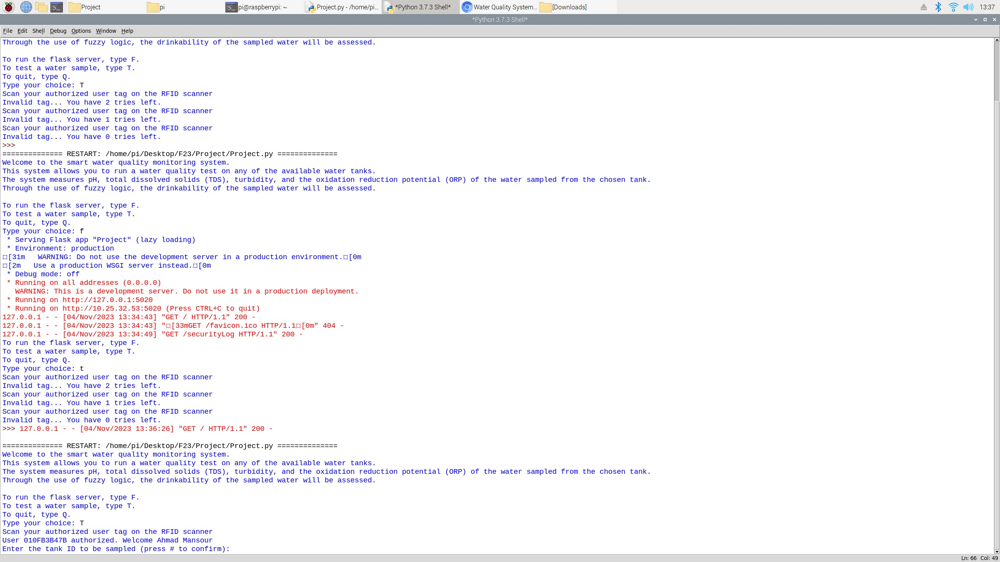 Project
pi
pi@raspberrypi: ~
Project.py - /home/pi...
*Python 3.7.3 Shell*
Water Quality System...
[Downloads]
13:37
*Python 3.7.3 Shell*
File Edit Shell Debug Options Window Help
Through the use of fuzzy logic, the drinkability of the sampled water will be assessed.
To run the flask server, type F.
To test a water sample, type T.
To quit, type Q.
Type your choice: T
Scan your authorized user tag on the RFID scanner
Invalid tag... You have 2 tries left.
Scan your authorized user tag on the RFID scanner
Invalid tag... You have 1 tries left.
Scan your authorized user tag on the RFID scanner
Invalid tag... You have 0 tries left.
>>>
============== RESTART: /home/pi/Desktop/F23/Project/Project.py ==============
Welcome to the smart water quality monitoring system.
This system allows you to run a water quality test on any of the available water tanks.
The system measures pH, total dissolved solids (TDS), turbidity, and the oxidation reduction potential (ORP) of the water sampled from the chosen tank.
Through the use of fuzzy logic, the drinkability of the sampled water will be assessed.
To run the flask server, type F.
To test a water sample, type T.
To quit, type Q.
Type your choice: f
 * Serving Flask app "Project" (lazy loading)
 * Environment: production
¤[31m   WARNING: Do not use the development server in a production environment.¤[0m
¤[2m   Use a production WSGI server instead.¤[0m
 * Debug mode: off
 * Running on all addresses (0.0.0.0)
   WARNING: This is a development server. Do not use it in a production deployment.
 * Running on http://127.0.0.1:5020
 * Running on http://10.25.32.53:5020 (Press CTRL+C to quit)
127.0.0.1 - - [04/Nov/2023 13:34:43] "GET / HTTP/1.1" 200 -
127.0.0.1 - - [04/Nov/2023 13:34:43] "¤[33mGET /favicon.ico HTTP/1.1¤[0m" 404 -
127.0.0.1 - - [04/Nov/2023 13:34:49] "GET /securityLog HTTP/1.1" 200 -
To run the flask server, type F.
To test a water sample, type T.
To quit, type Q.
Type your choice: t
Scan your authorized user tag on the RFID scanner
Invalid tag... You have 2 tries left.
Scan your authorized user tag on the RFID scanner
Invalid tag... You have 1 tries left.
Scan your authorized user tag on the RFID scanner
Invalid tag... You have 0 tries left.
>>> 127.0.0.1 - - [04/Nov/2023 13:36:26] "GET / HTTP/1.1" 200 -
============== RESTART: /home/pi/Desktop/F23/Project/Project.py ==============
Welcome to the smart water quality monitoring system.
This system allows you to run a water quality test on any of the available water tanks.
The system measures pH, total dissolved solids (TDS), turbidity, and the oxidation reduction potential (ORP) of the water sampled from the chosen tank.
Through the use of fuzzy logic, the drinkability of the sampled water will be assessed.
To run the flask server, type F.
To test a water sample, type T.
To quit, type Q.
Type your choice: T
Scan your authorized user tag on the RFID scanner
User 010FB3B47B authorized. Welcome Ahmad Mansour
Enter the tank ID to be sampled (press # to confirm):
Ln: 66 Col: 49